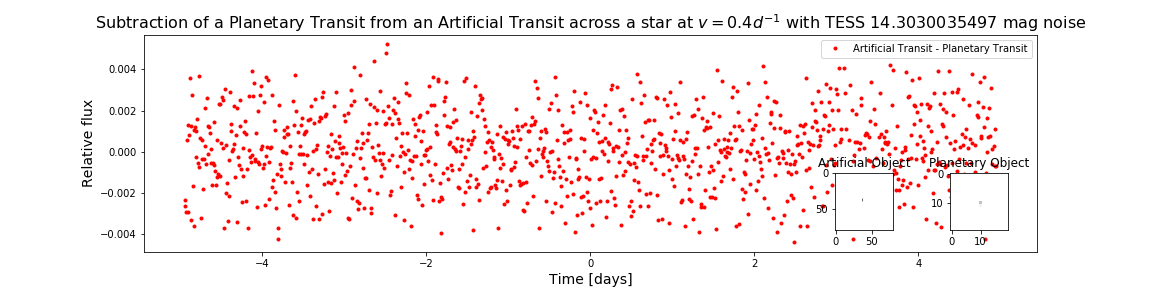 Subtraction of a Planetary Transit from an Artificial Transit across a star at v = 0.4d⁻¹ with TESS 14.3030035497 mag noise
Artificial Transit - Planetary Transit
Relative flux
0.004
0.002
0.000
−0.002
−0.004
Artificial Object
0
50
0 50
Planetary Object
0
10
0 10
−4 −2 0 2 4
Time [days]